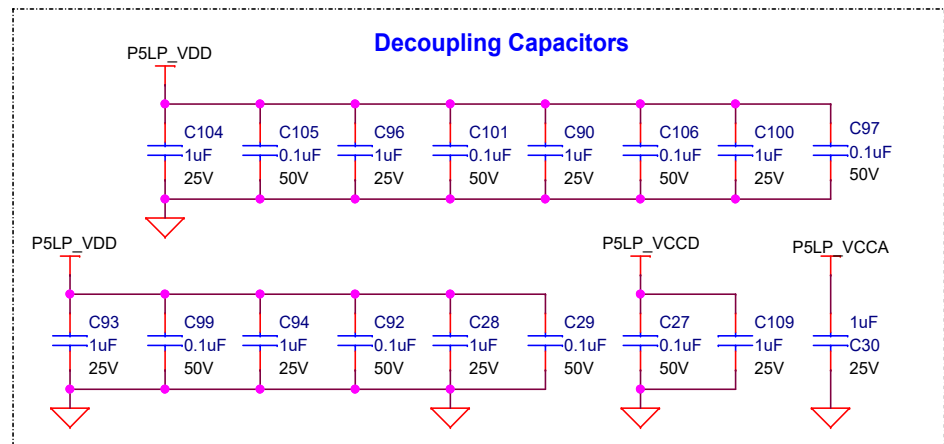 Decoupling Capacitors
P5LP_VDD
C104
1uF
25V
C105
0.1uF
50V
C96
1uF
25V
C101
0.1uF
50V
C90
1uF
25V
C106
0.1uF
50V
C100
1uF
25V
C97
0.1uF
50V
P5LP_VDD
C93
1uF
25V
C99
0.1uF
50V
C94
1uF
25V
C92
0.1uF
50V
C28
1uF
25V
C29
0.1uF
50V
P5LP_VCCD
C27
0.1uF
50V
C109
1uF
25V
P5LP_VCCA
1uF
C30
25V